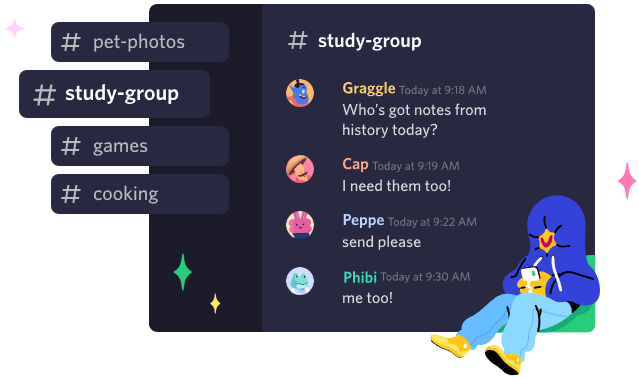 # pet-photos
# study-group
# games
# cooking
# study-group
Graggle Today at 9:18 AM
Who's got notes from
history today?
Cap Today at 9:19 AM
I need them too!
Peppe Today at 9:22 AM
send please
Phibi Today at 9:30 AM
me too!